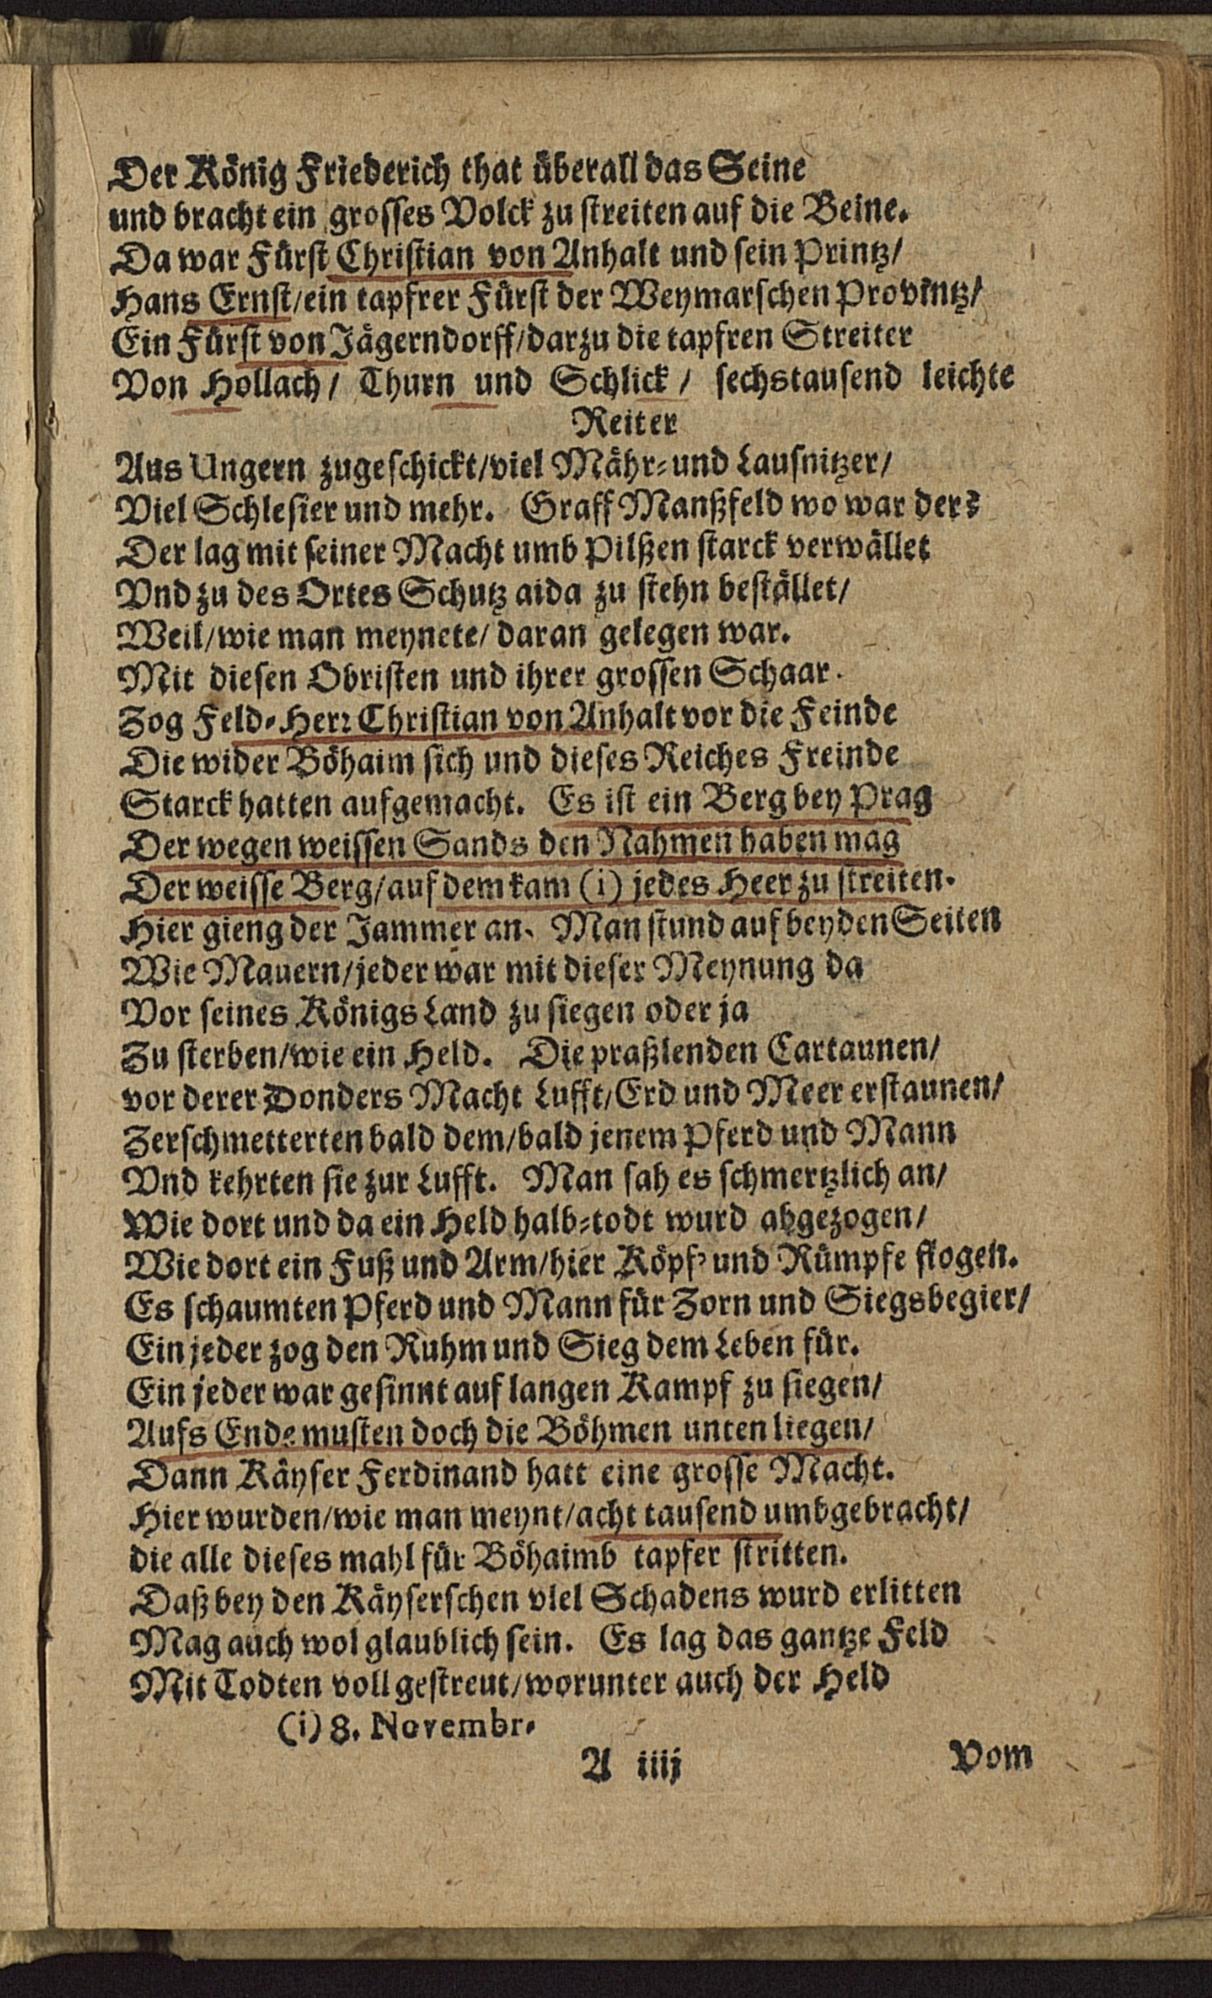 Der König Friederich that überall das Seine
und bracht ein grosses Volck zu streiten auf die Beine.
Da war Fürst Christian von Anhalt und sein Printz/
Hans Ernst/ein tapfrer Fürst der Weymarschen Provintz/
Ein Fürst von Jägerndorff/darzu die tapfren Streiter
Von Hollach/ Thurn und Schlick/ sechstausend leichte
Reiter
Aus Ungern zugeschickt/viel Mähr-und Lausnitzer/
Viel Schlesier und mehr. Graff Manßfeld wo war der?
Der lag mit seiner Macht umb Pilßen starck verwället
Vnd zu des Ortes Schutz aida zu stehn bestället/
Weil/wie man meynete/daran gelegen war.
Mit diesen Obristen und ihrer grossen Schaar.
Zog Feld-Herr Christian von Anhalt vor die Feinde
Die wider Böhaim sich und dieses Reiches Freinde
Starck hatten aufgemacht. Es ist ein Berg bey Prag
Der wegen weissen Sands den Nahmen haben mag
Der weisse Berg/auf dem kam (i) jedes Heer zu streiten.
Hier gieng der Jammer an. Man stund auf beyden Seiten
Wie Mauern/jeder war mit dieser Meynung da
Vor seines Königs Land zu siegen oder ja
Zu sterben/wie ein Held. Die praßlenden Cartaunen/
vor derer Donders Macht Lufft/Erd und Meer erstaunen/
Zerschmetterten bald dem/bald jenem Pferd und Mann
Vnd kehrten sie zur Lufft. Man sah es schmertzlich an/
Wie dort und da ein Held halb-todt wurd abgezogen/
Wie dort ein Fuß und Arm/hier Köpf- und Rümpfe flogen.
Es schaumten Pferd und Mann für Zorn und Siegsbegier/
Ein jeder zog den Ruhm und Sieg dem Leben für.
Ein jeder war gesinnt auf langen Kampf zu siegen/
Aufs Ende musten doch die Böhmen unten liegen/
Dann Käyser Ferdinand hatt eine grosse Macht.
Hier wurden/wie man meynt/acht tausend umbgebracht/
die alle dieses mahl für Böhaimb tapfer stritten.
Daß bey den Käyserschen viel Schadens wurd erlitten
Mag auch wol glaublich sein. Es lag das gantze Feld
Mit Todten voll gestreut/worunter auch der Held
(i) 8. Novembr.
A iiij
Vom